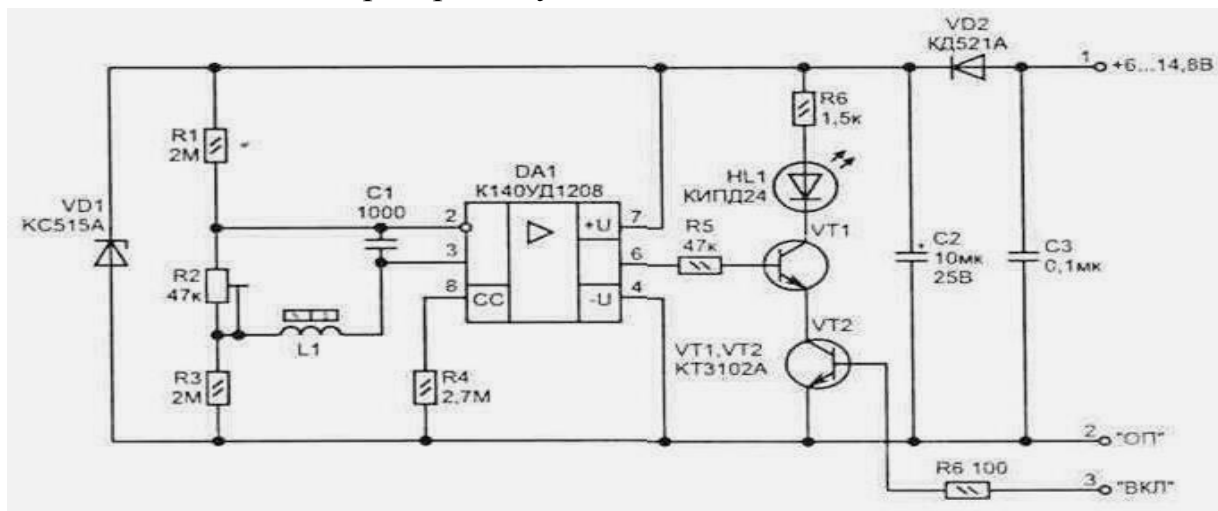 VD2
КД521А
1
+6...14,8В
R1
2М
R6
1,5к
DA1
К140УД1208
HL1
КИПД24
C1
1000
VD1
КС515А
2
+U
7
R5
47к
VT1
3
6
R2
47к
8
СС
-U
4
C2
10мк
25В
C3
0,1мк
L1
VT2
VT1,VT2
КТ3102А
R3
2М
R4
2,7М
2
"ОП"
R6 100
3
"ВКЛ"